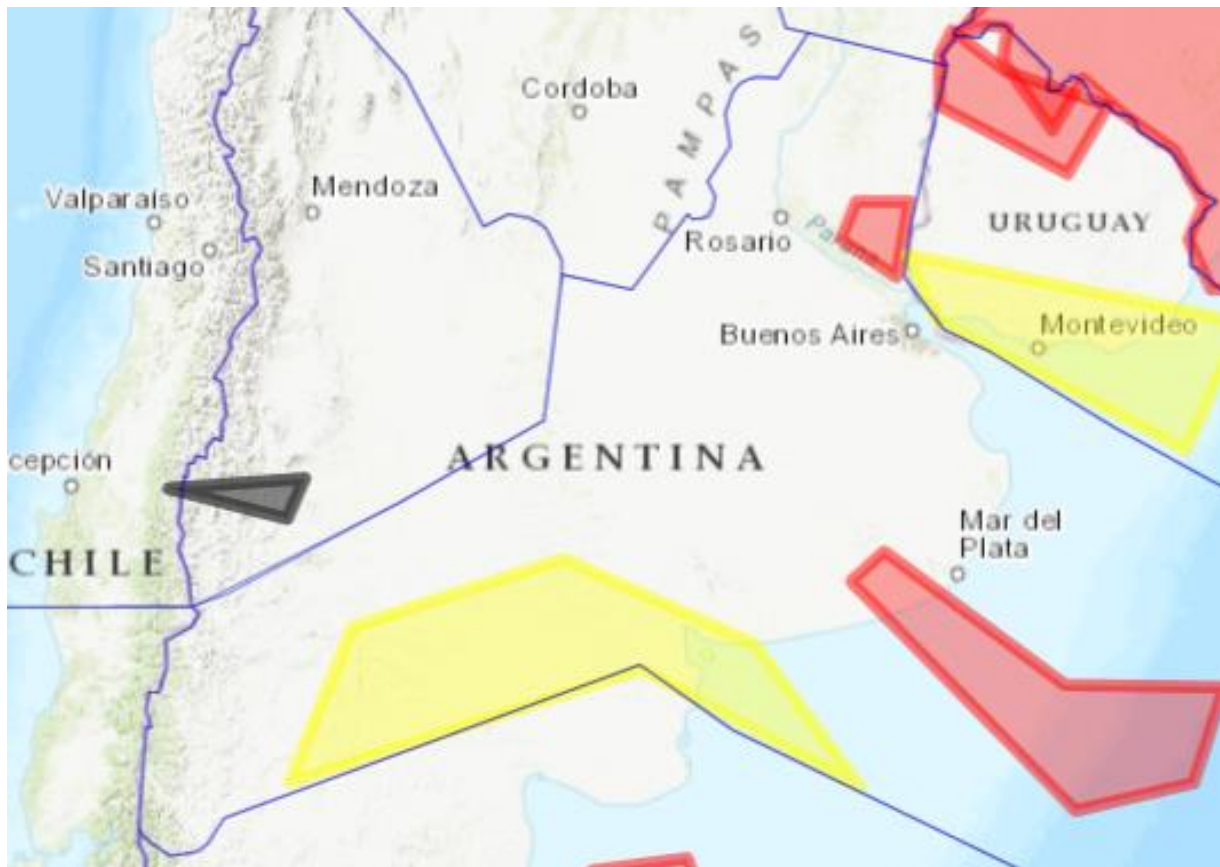 Cordoba
PAMPAS
Valparaíso
Mendoza
Santiago
Rosario
Paraná
URUGUAY
Buenos Aires
Montevideo
cepción
ARGENTINA
Mar del
Plata
CHILE